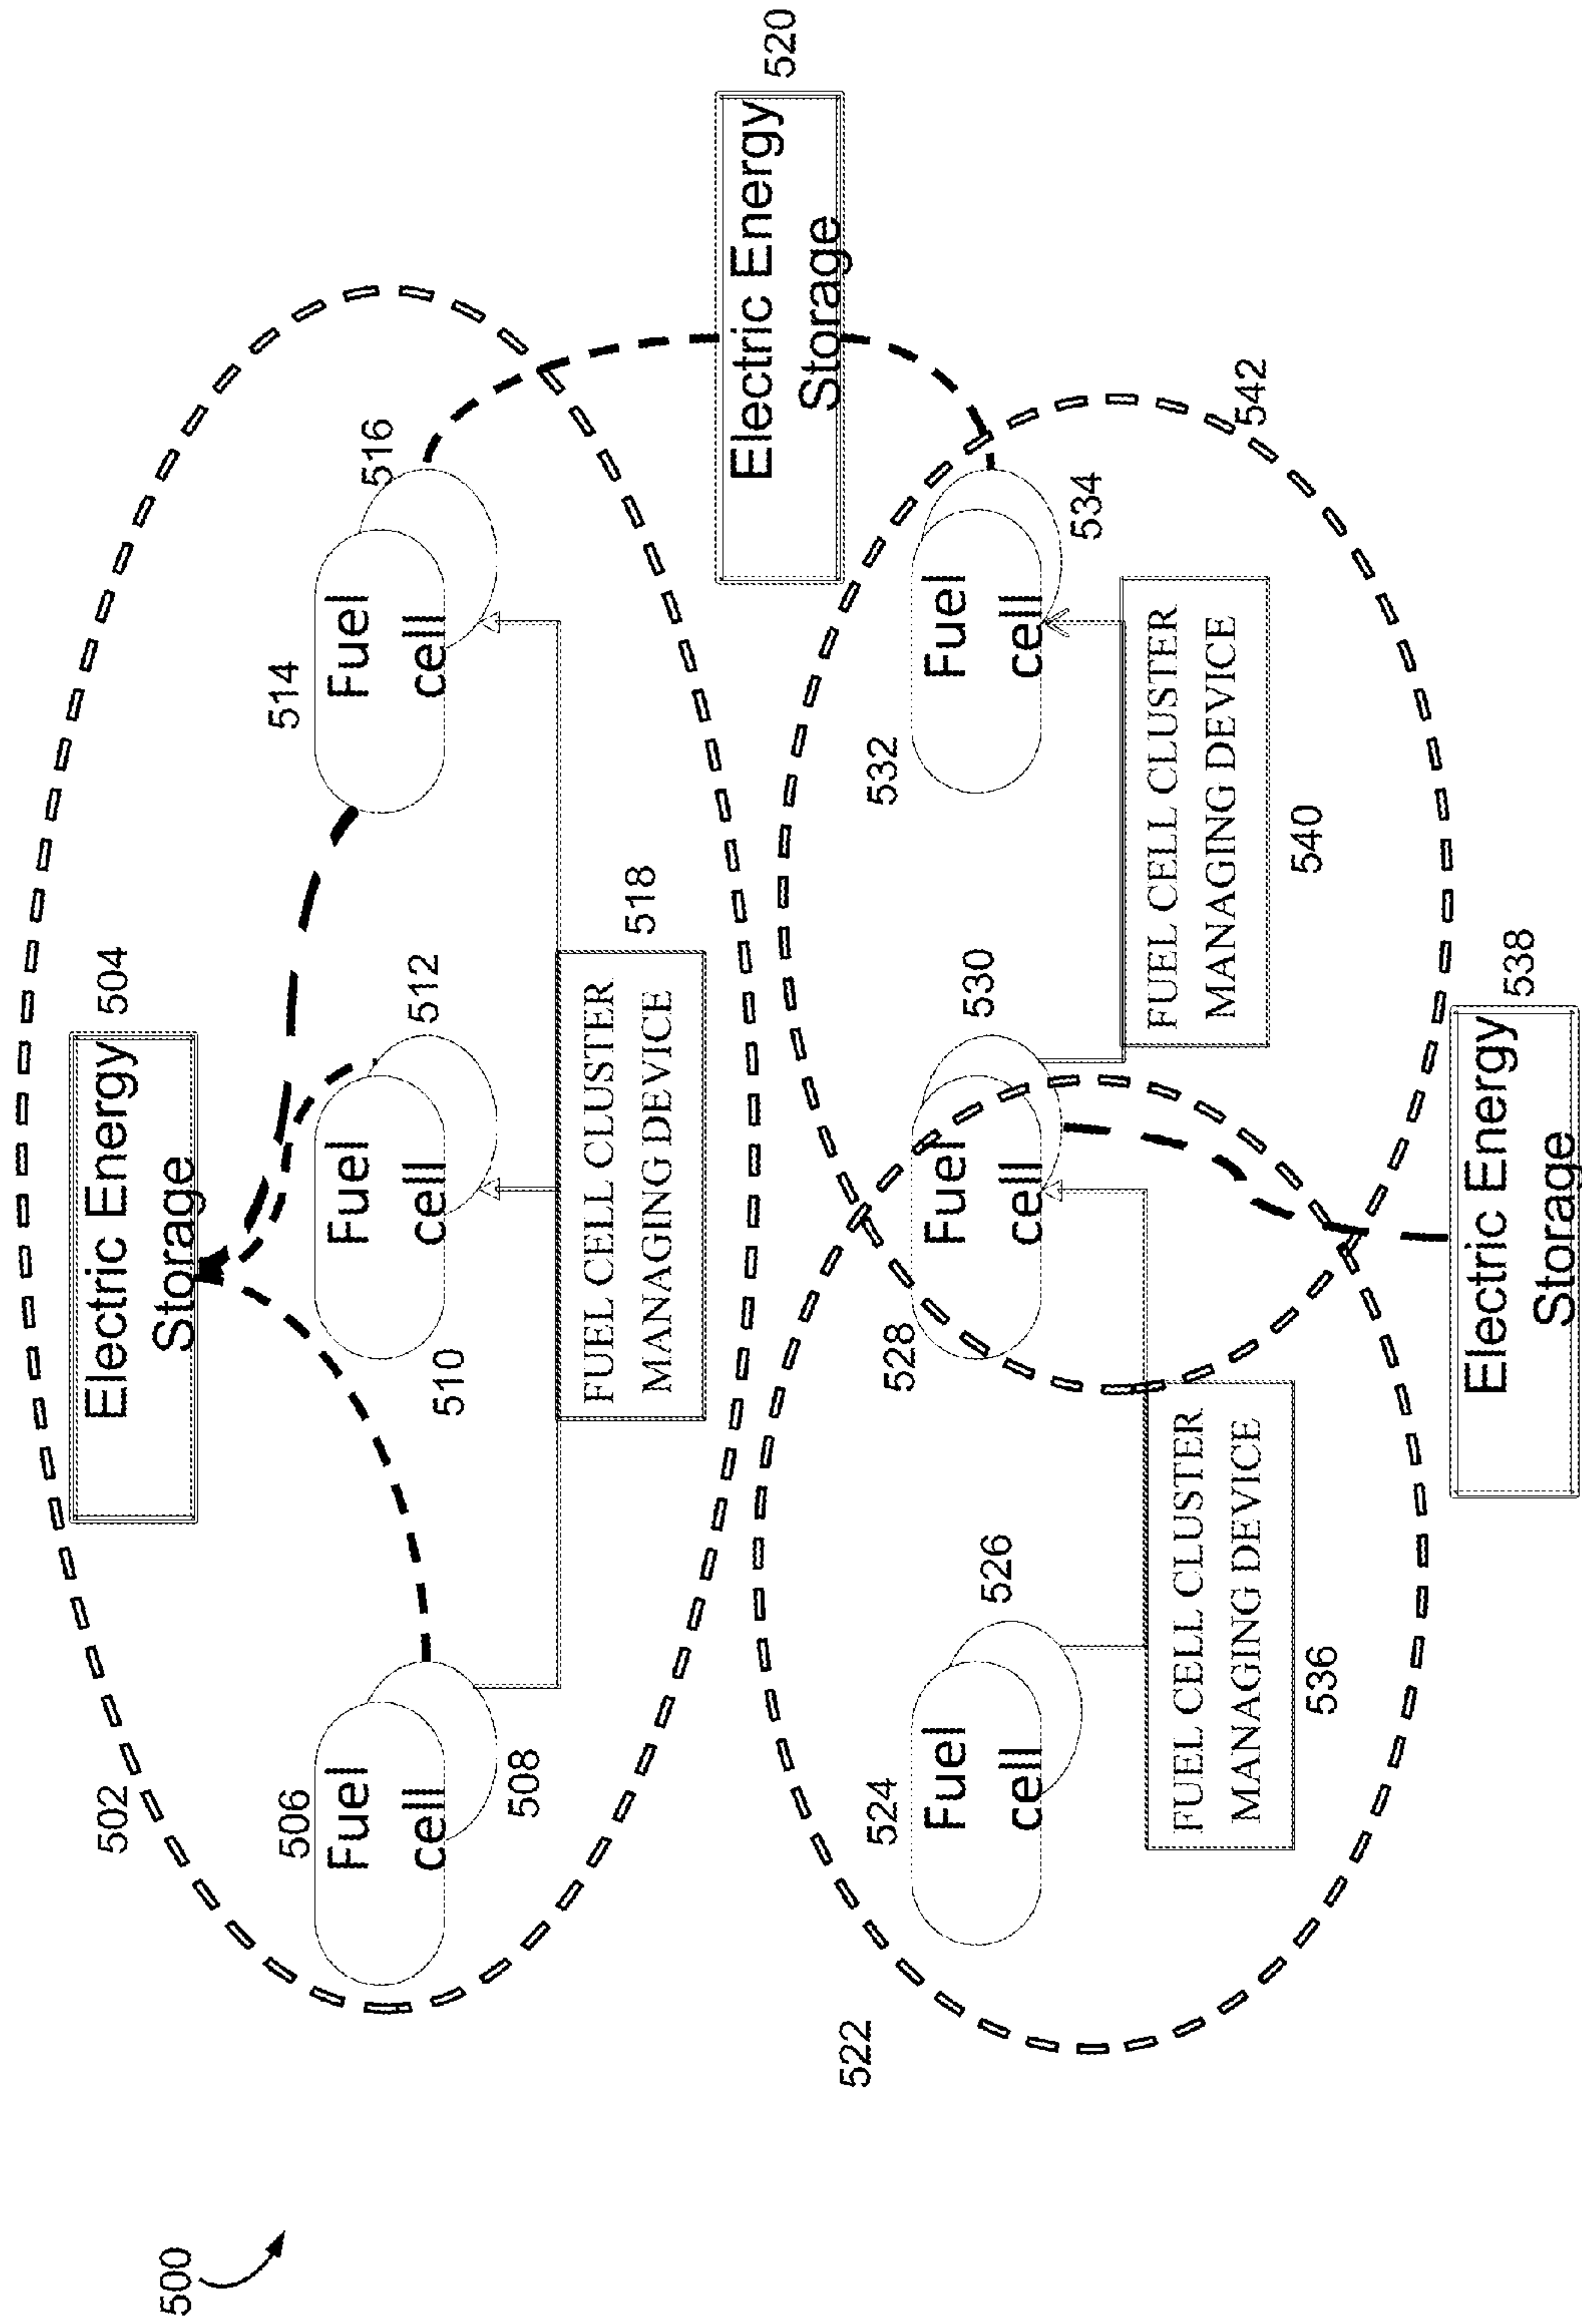 500
502
504
Electric Energy
Storage
506
Fuel
cell
508
510
Fuel
cell
512
514
Fuel
cell
516
FUEL CELL CLUSTER
MANAGING DEVICE
518
Electric Energy
Storage
520
522
524
Fuel
cell
526
528
Fuel
cell
530
532
Fuel
cell
534
FUEL CELL CLUSTER
MANAGING DEVICE
536
FUEL CELL CLUSTER
MANAGING DEVICE
540
542
Electric Energy
Storage
538